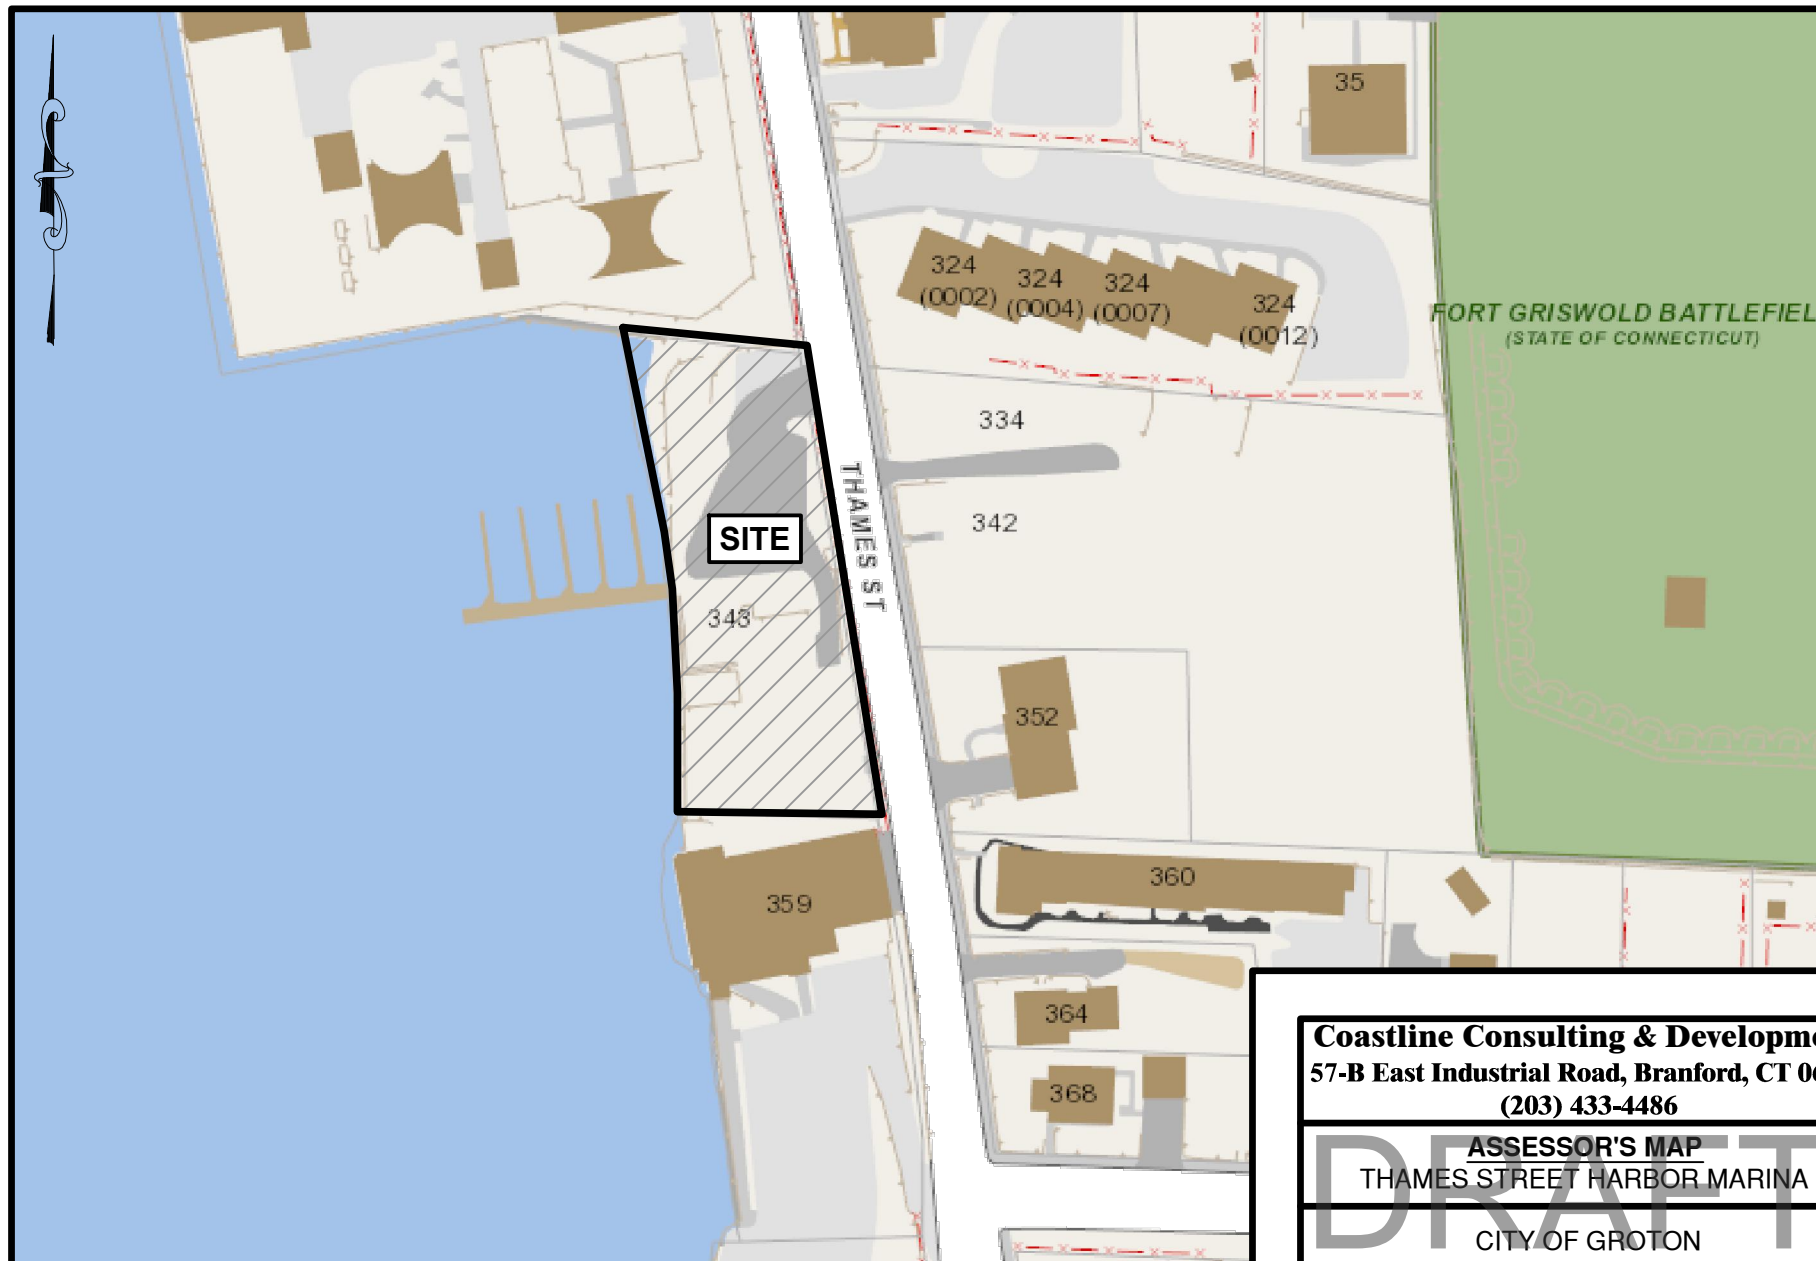 35
324
(0002)
324
(0004)
324
(0007)
324
(0012)
FORT GRISWOLD BATTLEFIEL
(STATE OF CONNECTICUT)
334
THAMES ST
342
SITE
343
352
359
360
364
368
Coastline Consulting & Developme
57-B East Industrial Road, Branford, CT 06
(203) 433-4486
ASSESSOR'S MAP
THAMES STREET HARBOR MARINA
DRAFT
CITY OF GROTON